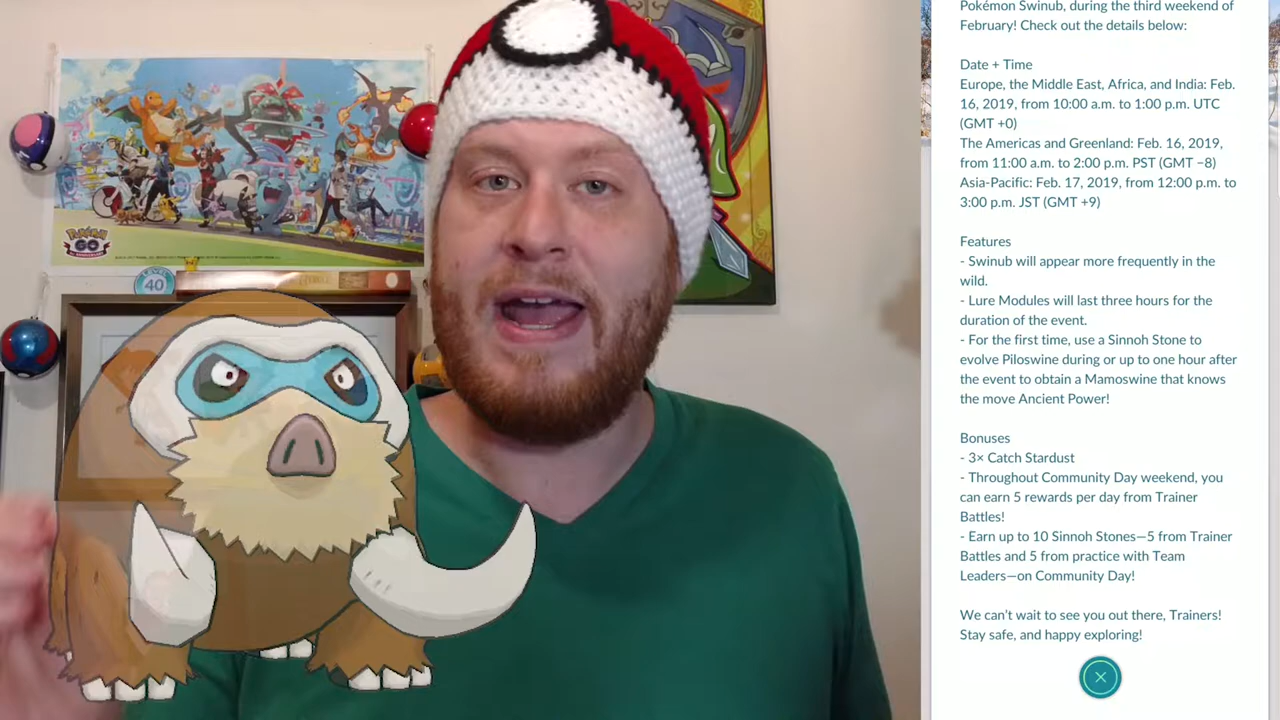 Pokémon Swinub, during the third weekend of
February! Check out the details below:
Date + Time
Europe, the Middle East, Africa, and India: Feb.
16, 2019, from 10:00 a.m. to 1:00 p.m. UTC
(GMT +0)
The Americas and Greenland: Feb. 16, 2019,
from 11:00 a.m. to 2:00 p.m. PST (GMT −8)
Asia-Pacific: Feb. 17, 2019, from 12:00 p.m. to
3:00 p.m. JST (GMT +9)
Features
- Swinub will appear more frequently in the
wild.
- Lure Modules will last three hours for the
duration of the event.
- For the first time, use a Sinnoh Stone to
evolve Piloswine during or up to one hour after
the event to obtain a Mamoswine that knows
the move Ancient Power!
Bonuses
- 3× Catch Stardust
- Throughout Community Day weekend, you
can earn 5 rewards per day from Trainer
Battles!
- Earn up to 10 Sinnoh Stones—5 from Trainer
Battles and 5 from practice with Team
Leaders—on Community Day!
We can't wait to see you out there, Trainers!
Stay safe, and happy exploring!
Pokémon
GO
LEVEL
40